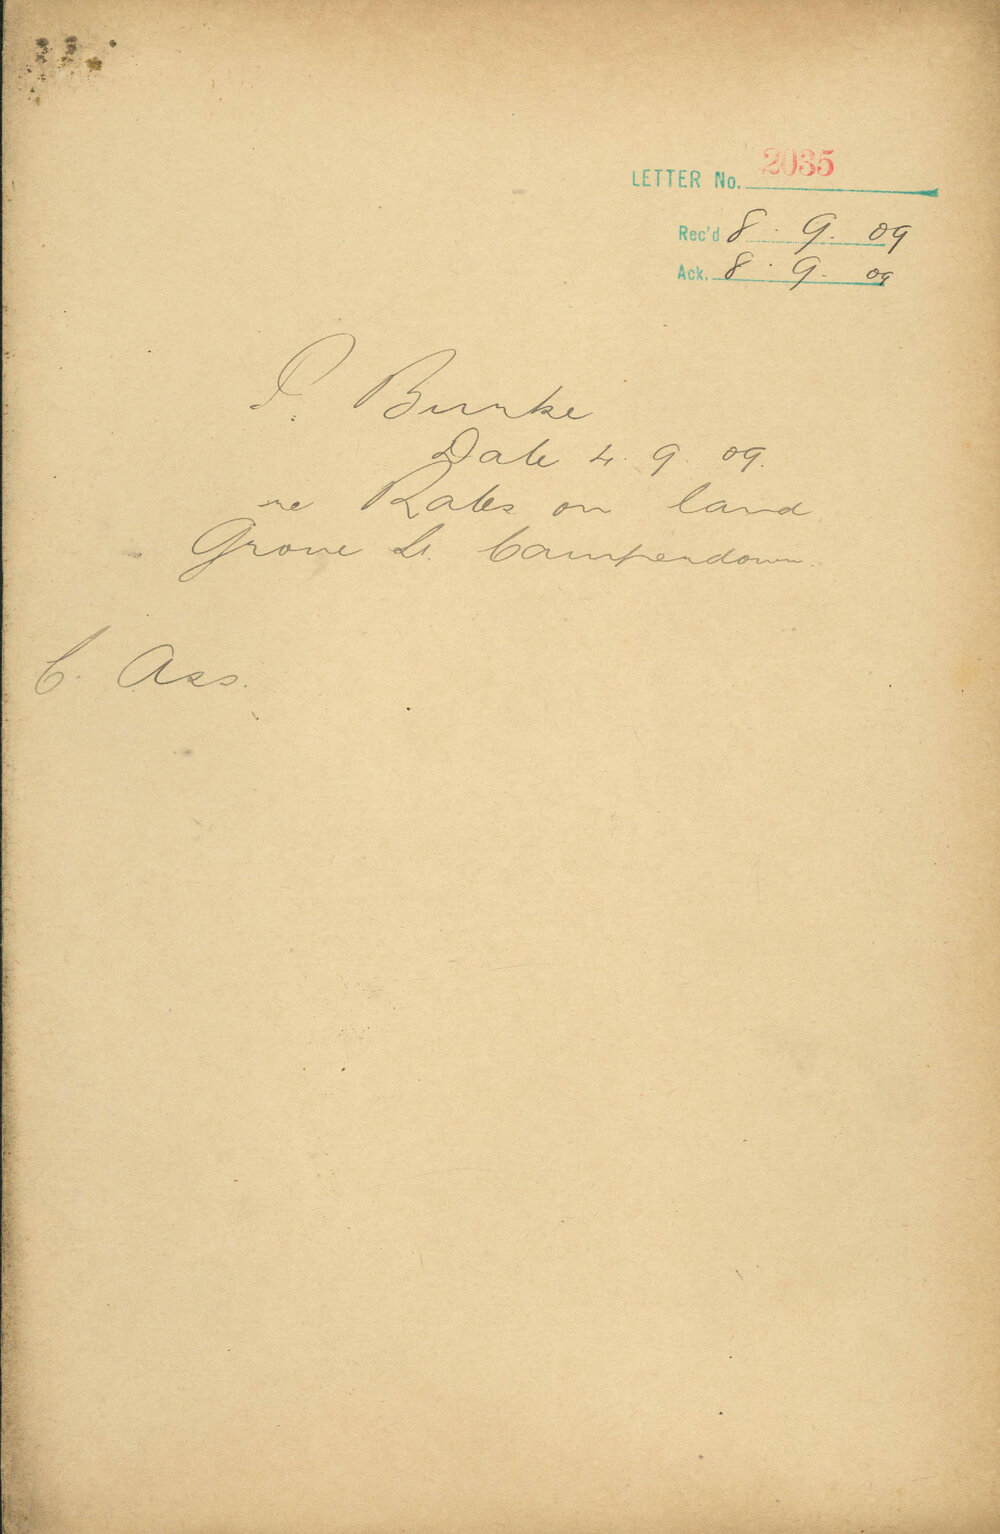 LETTER No. 2035
Rec'd 8. 9. 09
Ack. 8. 9. 09
P. Burke
Date 4. 9. 09.
re Rates on land
Grove St. Camperdown.
C. Ass.